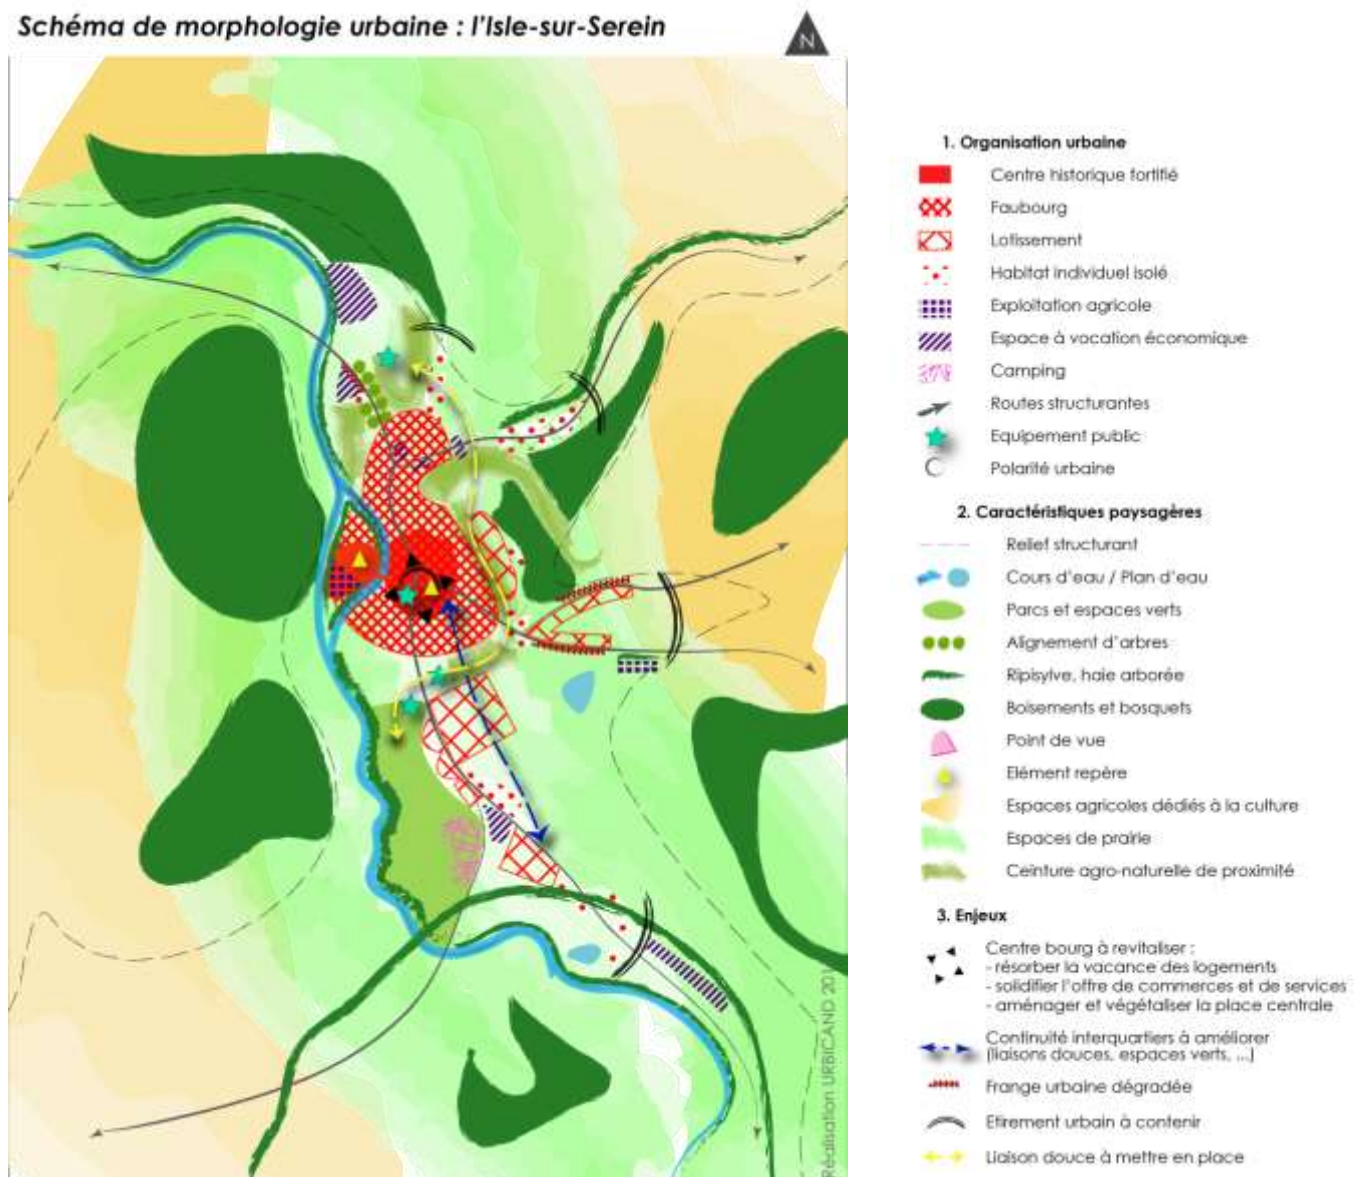 Schéma de morphologie urbaine : l'Isle-sur-Serein
N
1. Organisation urbaine
Centre historique fortifié
Faubourg
Lotissement
Habitat individuel isolé
Exploitation agricole
Espace à vocation économique
Camping
Routes structurantes
Equipement public
Polarité urbaine
2. Caractéristiques paysagères
Relief structurant
Cours d'eau / Plan d'eau
Parcs et espaces verts
Alignement d'arbres
Ripisylve, haie arborée
Boisements et bosquets
Point de vue
Elément repère
Espaces agricoles dédiés à la culture
Espaces de prairie
Ceinture agro-naturelle de proximité
3. Enjeux
Centre bourg à revitaliser :
- résorber la vacance des logements
- solidifier l'offre de commerces et de services
- aménager et végétaliser la place centrale
Continuité interquartiers à améliorer
(liaisons douces, espaces verts, ...)
Frange urbaine dégradée
Etirement urbain à contenir
Liaison douce à mettre en place
Réalisation URBICAND